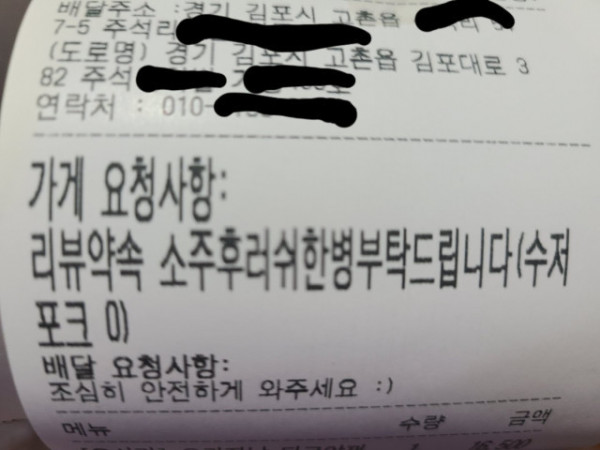 배달주소 :경기 김포시 고촌읍
7-5 주석
(도로명) 경기 김포시 고촌읍 김포대로 3
82 주석
연락처 : 010-
가게 요청사항:
리뷰약속 소주후러쉬한병부탁드립니다(수저
포크 O)
배달 요청사항:
조심히 안전하게 와주세요 :)
메뉴 수량 금액
1 16,500